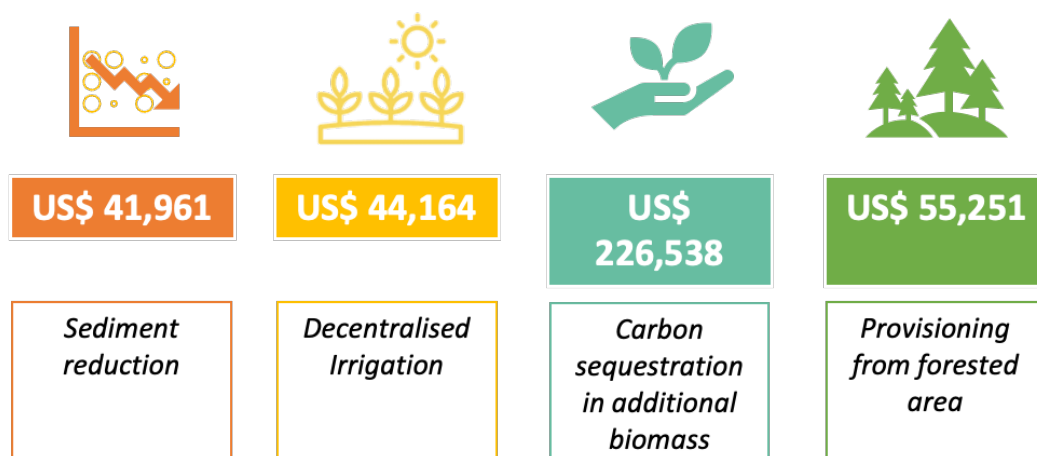 US$ 41,961
US$ 44,164
US$
226,538
US$ 55,251
Sediment
reduction
Decentralised
Irrigation
Carbon
sequestration
in additional
biomass
Provisioning
from forested
area